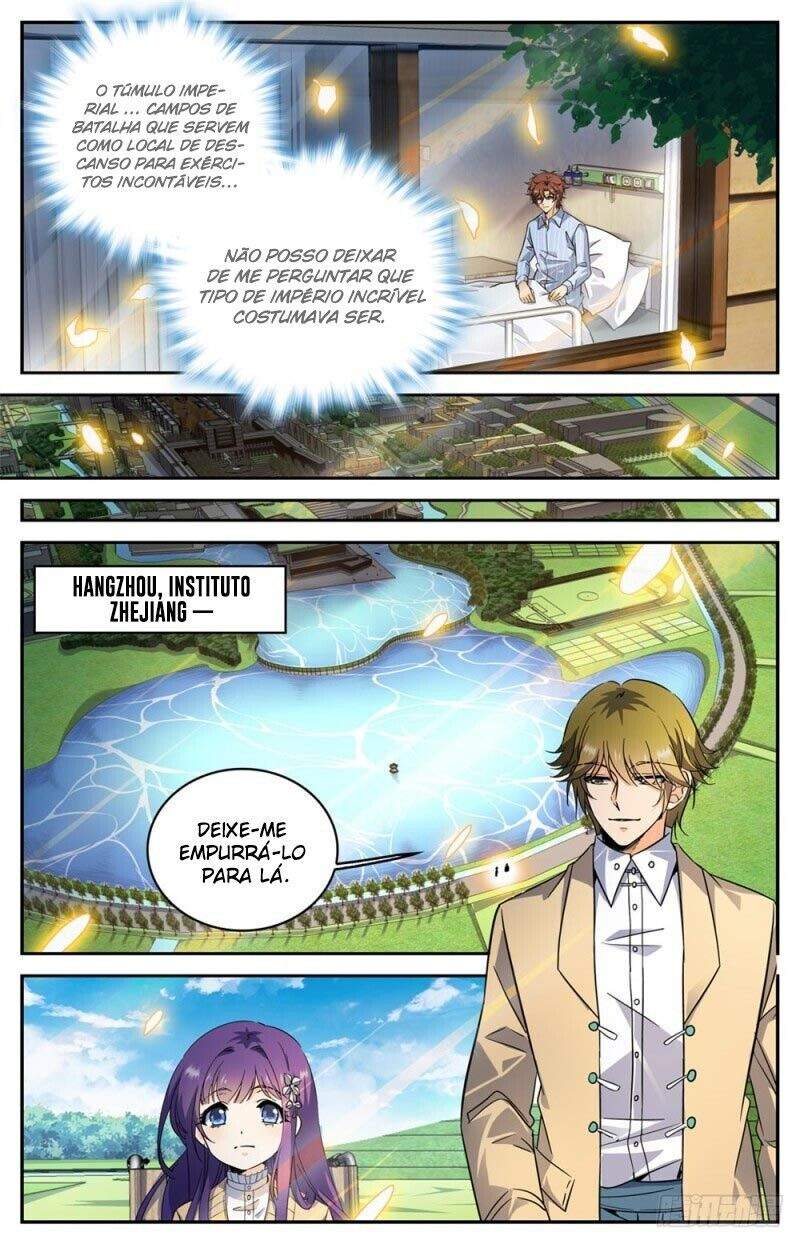 O TÚMULO IMPE-
RIAL ... CAMPOS DE
BATALHA QUE SERVEM
COMO LOCAL DE DES-
CANSO PARA EXÉRCI-
TOS INCONTÁVEIS...
NÃO POSSO DEIXAR
DE ME PERGUNTAR QUE
TIPO DE IMPÉRIO INCRÍVEL
COSTUMAVA SER.
HANGZHOU, INSTITUTO
ZHEJIANG —
DEIXE-ME
EMPURRÁ-LO
PARA LÁ.